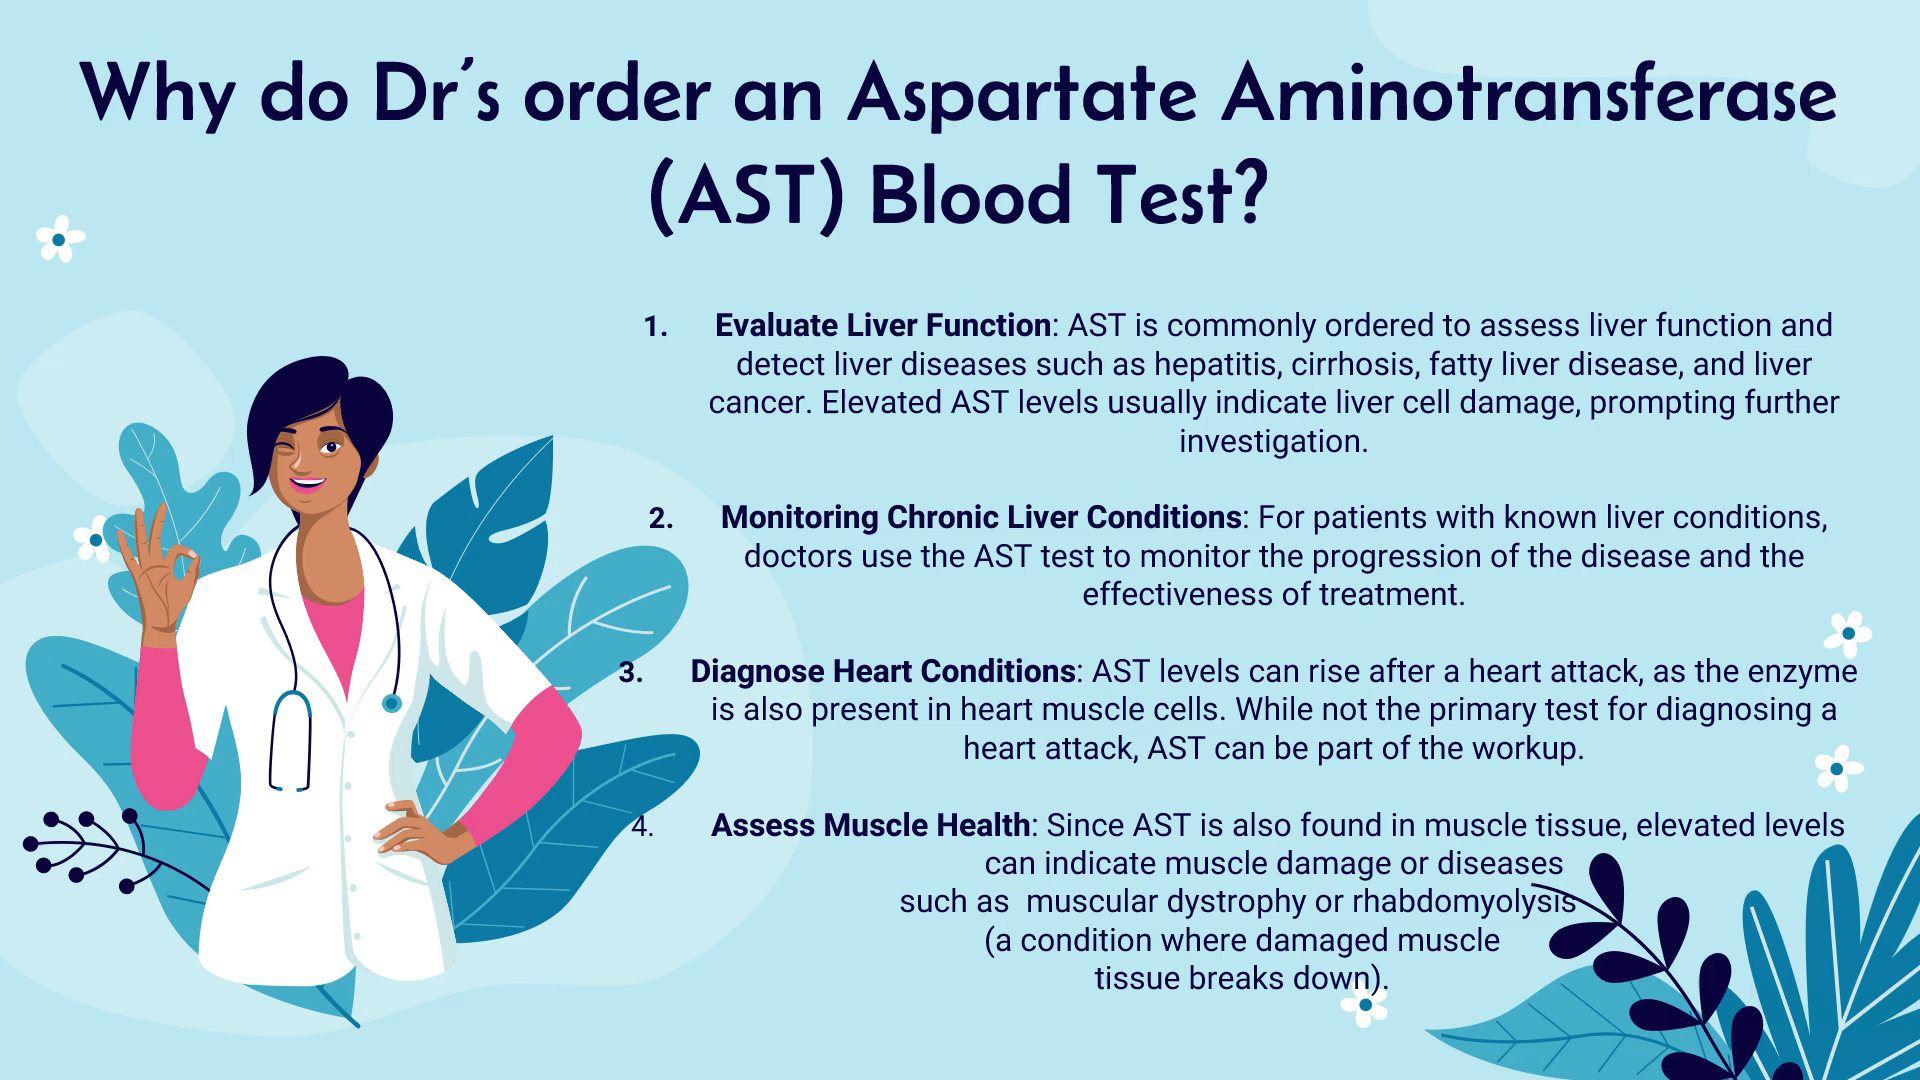 Why do Dr's order an Aspartate Aminotransferase
(AST) Blood Test?
1. Evaluate Liver Function: AST is commonly ordered to assess liver function and
detect liver diseases such as hepatitis, cirrhosis, fatty liver disease, and liver
cancer. Elevated AST levels usually indicate liver cell damage, prompting further
investigation.
2. Monitoring Chronic Liver Conditions: For patients with known liver conditions,
doctors use the AST test to monitor the progression of the disease and the
effectiveness of treatment.
3. Diagnose Heart Conditions: AST levels can rise after a heart attack, as the enzyme
is also present in heart muscle cells. While not the primary test for diagnosing a
heart attack, AST can be part of the workup.
4. Assess Muscle Health: Since AST is also found in muscle tissue, elevated levels
can indicate muscle damage or diseases
such as  muscular dystrophy or rhabdomyolysis
(a condition where damaged muscle
tissue breaks down).